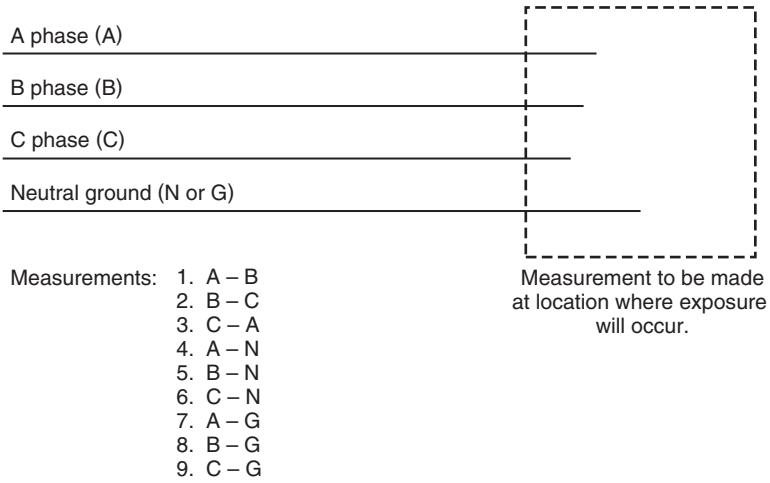 A phase (A)
B phase (B)
C phase (C)
Neutral ground (N or G)
Measurements: 1. A – B
2. B – C
3. C – A
4. A – N
5. B – N
6. C – N
7. A – G
8. B – G
9. C – G
Measurement to be made
at location where exposure
will occur.